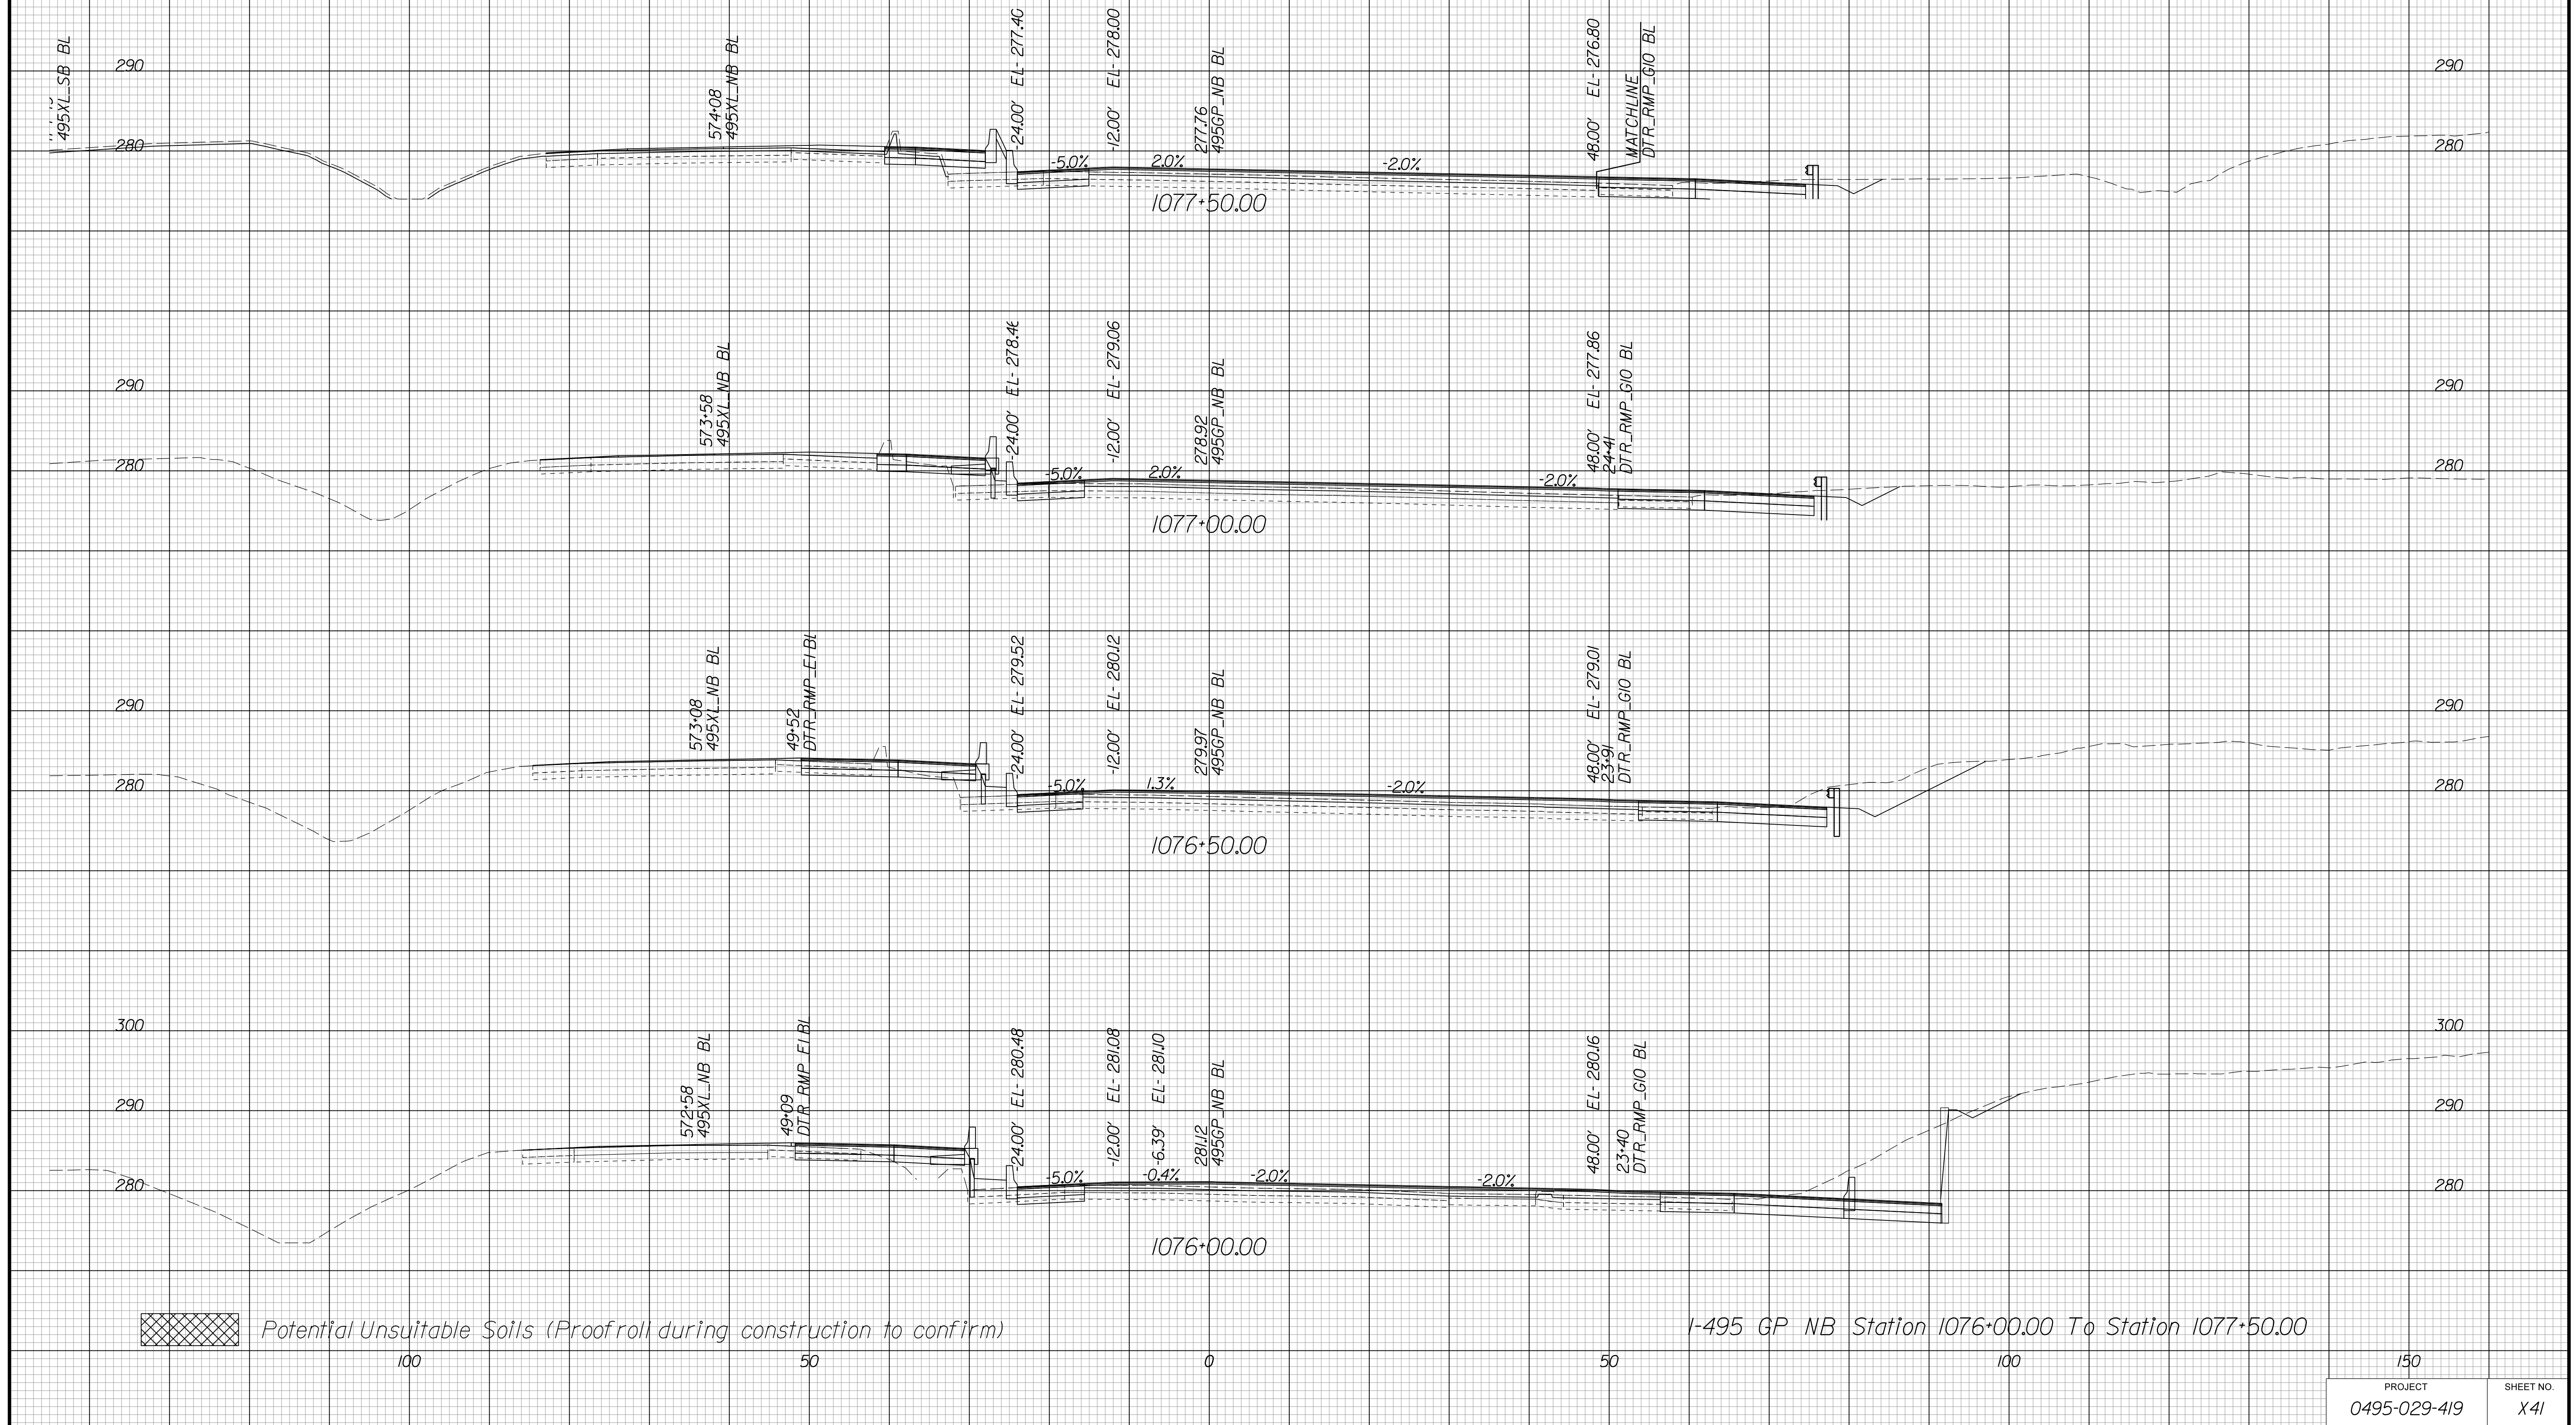 495XL_SB BL
574+08
495XL_NB BL
-24.00' EL- 277.40
-12.00' EL- 278.00
277.76
495GP_NB BL
48.00' EL- 276.80
MATCHLINE
DTR_RMP_G10 BL
290
290
280
280
-5.0%
2.0%
-2.0%
1077+50.00
573+58
495XL_NB BL
-24.00' EL- 278.46
-12.00' EL- 279.06
278.92
495GP_NB BL
48.00' EL- 277.86
24+41
DTR_RMP_G10 BL
290
290
280
280
-5.0%
2.0%
-2.0%
1077+00.00
573+08
495XL_NB BL
49+52
DTR_RMP_E1 BL
-24.00' EL- 279.52
-12.00' EL- 280.12
279.97
495GP_NB BL
48.00' EL- 279.01
23+91
DTR_RMP_G10 BL
290
290
280
280
-5.0%
1.3%
-2.0%
1076+50.00
300
300
572+58
495XL_NB BL
49+09
DTR_RMP_E1 BL
-24.00' EL- 280.48
-12.00' EL- 281.08
-6.39' EL- 281.10
281.12
495GP_NB BL
48.00' EL- 280.16
23+40
DTR_RMP_G10 BL
290
290
280
280
-5.0%
-0.4%
-2.0%
-2.0%
1076+00.00
Potential Unsuitable Soils (Proofroll during construction to confirm)
I-495 GP NB Station 1076+00.00 To Station 1077+50.00
100 50 0 50 100 150
PROJECT
0495-029-419
SHEET NO.
X41